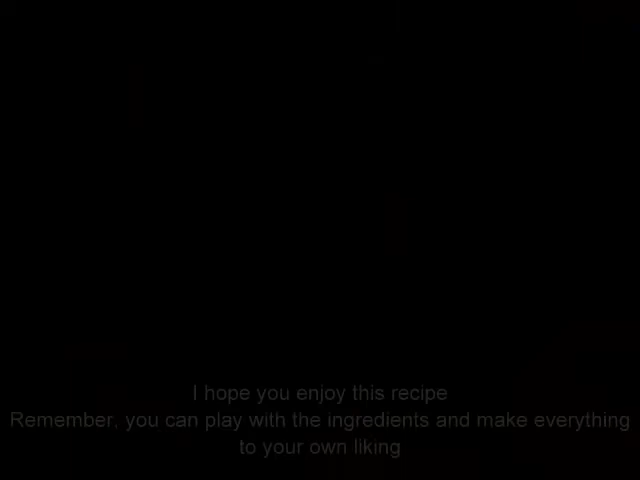 I hope you enjoy this recipe
Remember, you can play with the ingredients and make everything
to your own liking